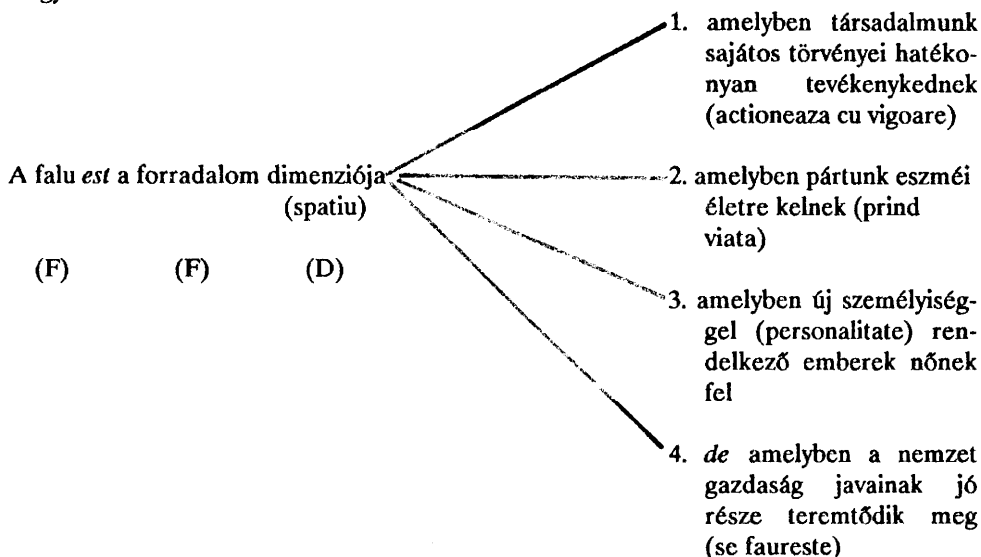 1. amelyben társadalmunk
sajátos törvényei hatéko-
nyan tevékenykednek
(actioneaza cu vigoare)
A falu est a forradalom dimenziója
(spatiu)
(F) (F) (D)
2. amelyben pártunk eszméi
életre kelnek (prind
viata)
3. amelyben új személyiség-
gel (personalitate) ren-
delkező emberek nőnek
fel
4. de amelyben a nemzet
gazdaság javainak jó
része teremtődik meg
(se faureste)